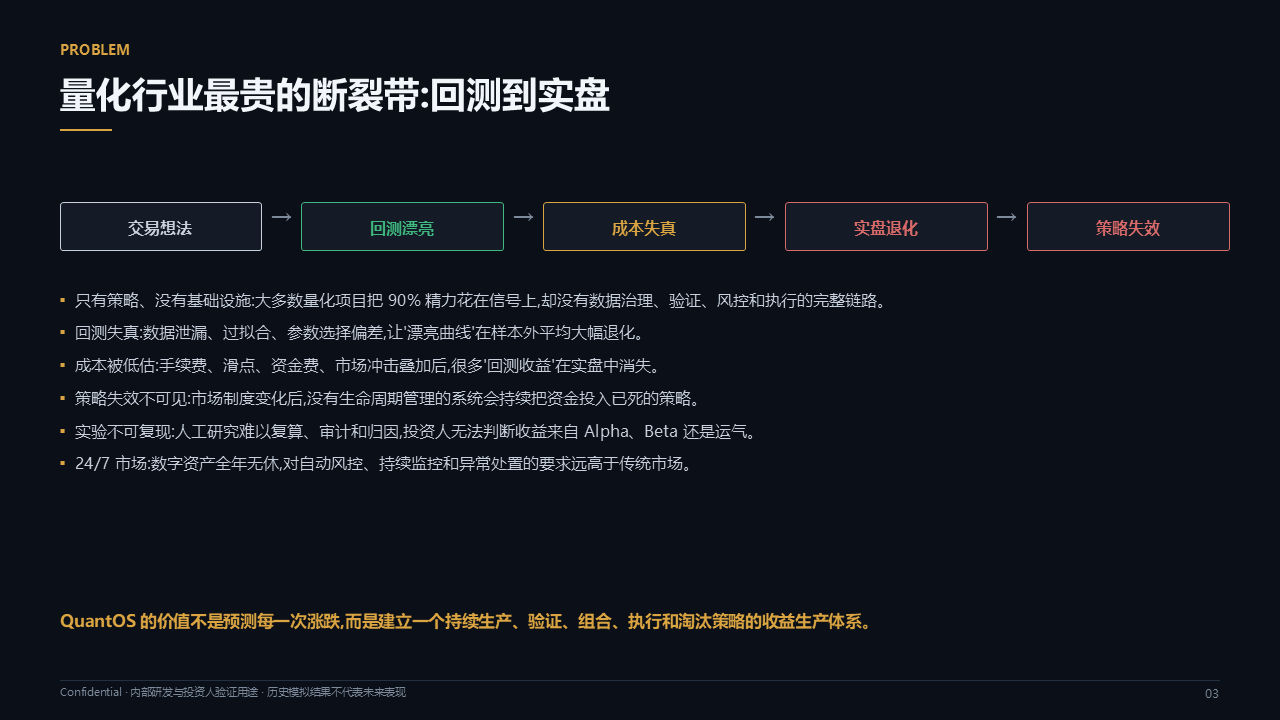 PROBLEM
量化行业最贵的断裂带:回测到实盘
交易想法 → 回测漂亮 → 成本失真 → 实盘退化 → 策略失效
▪ 只有策略、没有基础设施:大多数量化项目把 90% 精力花在信号上,却没有数据治理、验证、风控和执行的完整链路。
▪ 回测失真:数据泄漏、过拟合、参数选择偏差,让'漂亮曲线'在样本外平均大幅退化。
▪ 成本被低估:手续费、滑点、资金费、市场冲击叠加后,很多'回测收益'在实盘中消失。
▪ 策略失效不可见:市场制度变化后,没有生命周期管理的系统会持续把资金投入已死的策略。
▪ 实验不可复现:人工研究难以复算、审计和归因,投资人无法判断收益来自 Alpha、Beta 还是运气。
▪ 24/7 市场:数字资产全年无休,对自动风控、持续监控和异常处置的要求远高于传统市场。
QuantOS 的价值不是预测每一次涨跌,而是建立一个持续生产、验证、组合、执行和淘汰策略的收益生产体系。
Confidential · 内部研发与投资人验证用途 · 历史模拟结果不代表未来表现
03